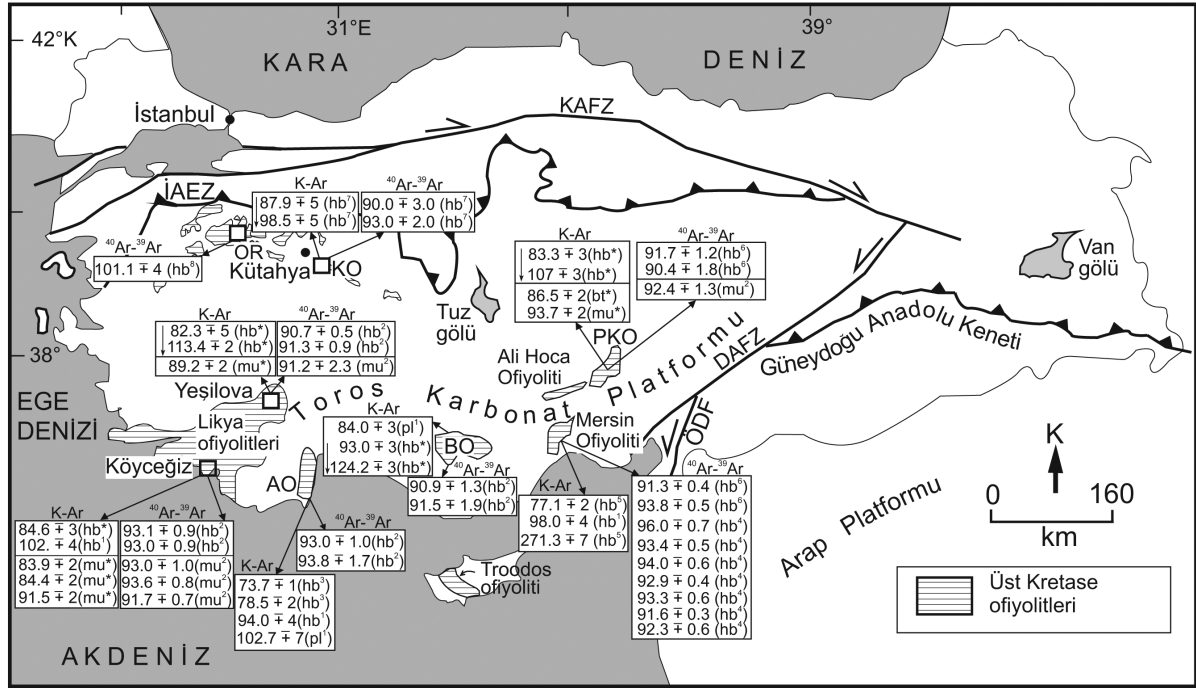 31°E
39°
42°K
KARA
DENİZ
İstanbul
KAFZ
İAEZ
K-Ar
87.9 ∓ 5 (hb⁷)
98.5 ∓ 5 (hb⁷)
⁴⁰Ar-³⁹Ar
90.0 ∓ 3.0 (hb⁷)
93.0 ∓ 2.0 (hb⁷)
⁴⁰Ar-³⁹Ar
101.1 ∓ 4 (hb⁸)
OR
Kütahya
KO
Van
gölü
Tuz
gölü
K-Ar
83.3 ∓ 3(hb*)
107 ∓ 3(hb*)
86.5 ∓ 2(bt*)
93.7 ∓ 2(mu*)
⁴⁰Ar-³⁹Ar
91.7 ∓ 1.2(hb⁶)
90.4 ∓ 1.8(hb⁶)
92.4 ∓ 1.3(mu²)
PKO
Ali Hoca
Ofiyoliti
38°
K-Ar
82.3 ∓ 5 (hb*)
113.4 ∓ 2 (hb*)
89.2 ∓ 2 (mu*)
⁴⁰Ar-³⁹Ar
90.7 ∓ 0.5 (hb²)
91.3 ∓ 0.9 (hb²)
91.2 ∓ 2.3 (mu²)
Yeşilova
EGE
DENİZİ
Likya
ofiyolitleri
Köyceğiz
Toros Karbonat Platformu
DAFZ
Güneydoğu Anadolu Keneti
ÖDF
K-Ar
84.0 ∓ 3(pl¹)
93.0 ∓ 3(hb*)
124.2 ∓ 3(hb*)
BO
⁴⁰Ar-³⁹Ar
90.9 ∓ 1.3(hb²)
91.5 ∓ 1.9(hb²)
Mersin
Ofiyoliti
K-Ar
77.1 ∓ 2 (hb⁵)
98.0 ∓ 4 (hb¹)
271.3 ∓ 7 (hb⁵)
⁴⁰Ar-³⁹Ar
91.3 ∓ 0.4 (hb⁶)
93.8 ∓ 0.5 (hb⁶)
96.0 ∓ 0.7 (hb⁴)
93.4 ∓ 0.5 (hb⁴)
94.0 ∓ 0.6 (hb⁴)
92.9 ∓ 0.4 (hb⁴)
93.3 ∓ 0.6 (hb⁴)
91.6 ∓ 0.3 (hb⁴)
92.3 ∓ 0.6 (hb⁴)
AO
K-Ar
84.6 ∓ 3(hb*)
102. ∓ 4(hb¹)
83.9 ∓ 2(mu*)
84.4 ∓ 2(mu*)
91.5 ∓ 2(mu*)
⁴⁰Ar-³⁹Ar
93.1 ∓ 0.9(hb²)
93.0 ∓ 0.9(hb²)
93.0 ∓ 1.0(mu²)
93.6 ∓ 0.8(mu²)
91.7 ∓ 0.7(mu²)
K-Ar
73.7 ∓ 1(hb³)
78.5 ∓ 2(hb³)
94.0 ∓ 4(hb¹)
102.7 ∓ 7(pl¹)
⁴⁰Ar-³⁹Ar
93.0 ∓ 1.0(hb²)
93.8 ∓ 1.7(hb²)
Troodos
ofiyoliti
Arap Platformu
K
0 160
km
Üst Kretase
ofiyolitleri
AKDENİZ